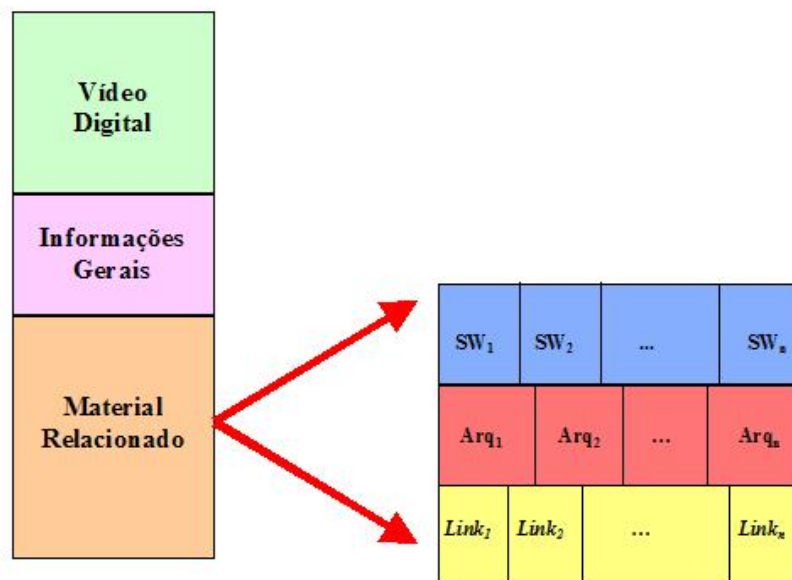 Vídeo
Digital
Informações
Gerais
Material
Relacionado
SW₁ SW₂ ... SWₙ
Arq₁ Arq₂ ... Arqₙ
Link₁ Link₂ ... Linkₙ